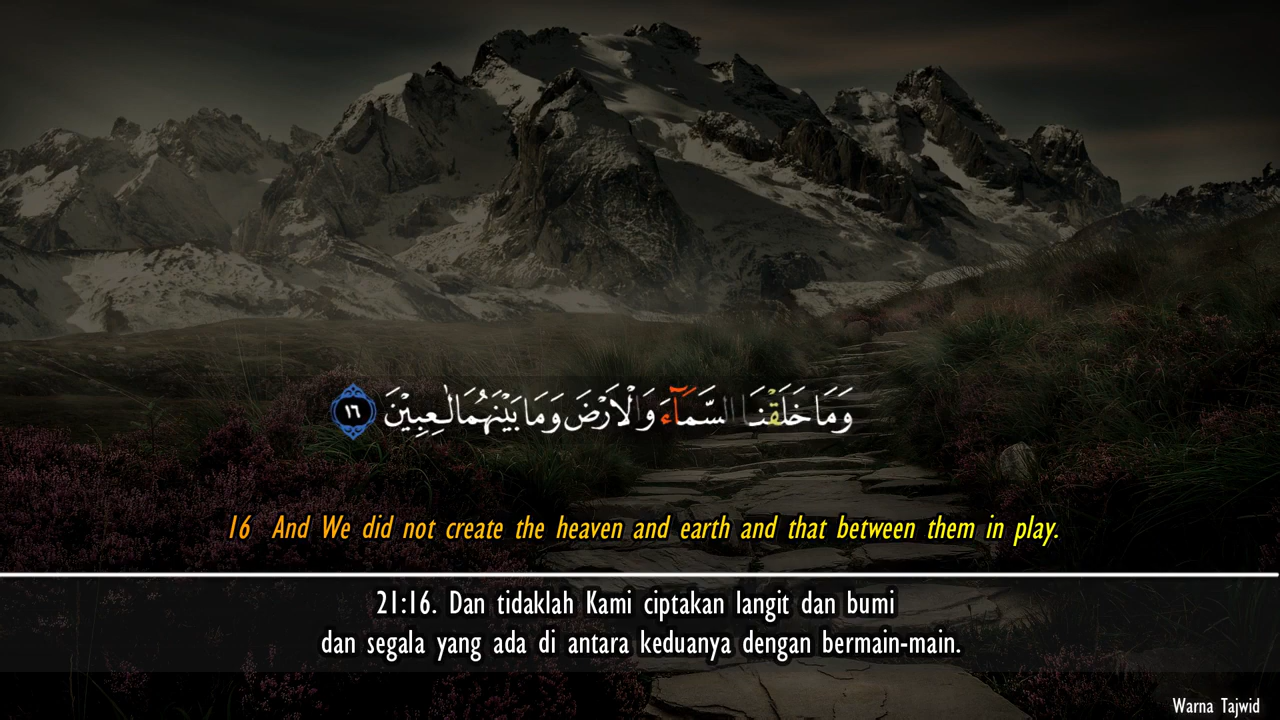 وَمَا خَلَقْنَا السَّمَآءَ وَالْاَرْضَ وَمَا بَيْنَهُمَا لٰعِبِيْنَ ١٦
16 And We did not create the heaven and earth and that between them in play.
21:16. Dan tidaklah Kami ciptakan langit dan bumi
dan segala yang ada di antara keduanya dengan bermain-main.
Warna Tajwid